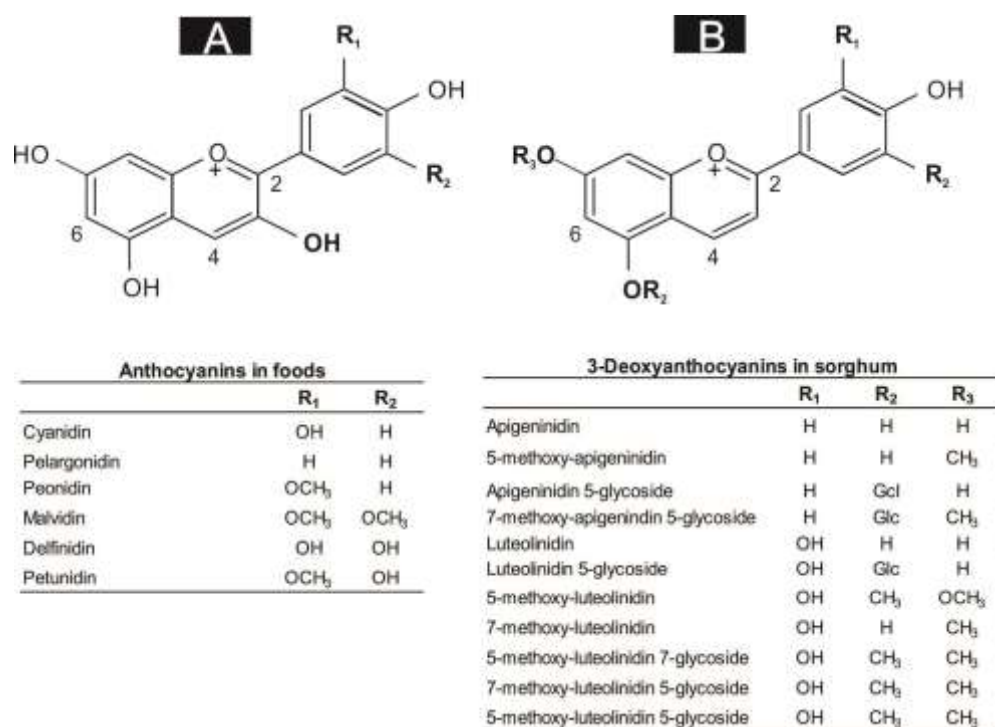 A
R₁
OH
HO
O
+
2
R₂
6
4
OH
OH
B
R₁
OH
R₃O
O
+
2
R₂
6
4
OR₂
Anthocyanins in foods
R₁ R₂
Cyanidin OH H
Pelargonidin H H
Peonidin OCH₃ H
Malvidin OCH₃ OCH₃
Delfinidin OH OH
Petunidin OCH₃ OH
3-Deoxyanthocyanins in sorghum
R₁ R₂ R₃
Apigeninidin H H H
5-methoxy-apigeninidin H H CH₃
Apigeninidin 5-glycoside H Gcl H
7-methoxy-apigenindin 5-glycoside H Glc CH₃
Luteolinidin OH H H
Luteolinidin 5-glycoside OH Glc H
5-methoxy-luteolinidin OH CH₃ OCH₃
7-methoxy-luteolinidin OH H CH₃
5-methoxy-luteolinidin 7-glycoside OH CH₃ CH₃
7-methoxy-luteolinidin 5-glycoside OH CH₃ CH₃
5-methoxy-luteolinidin 5-glycoside OH CH₃ CH₃